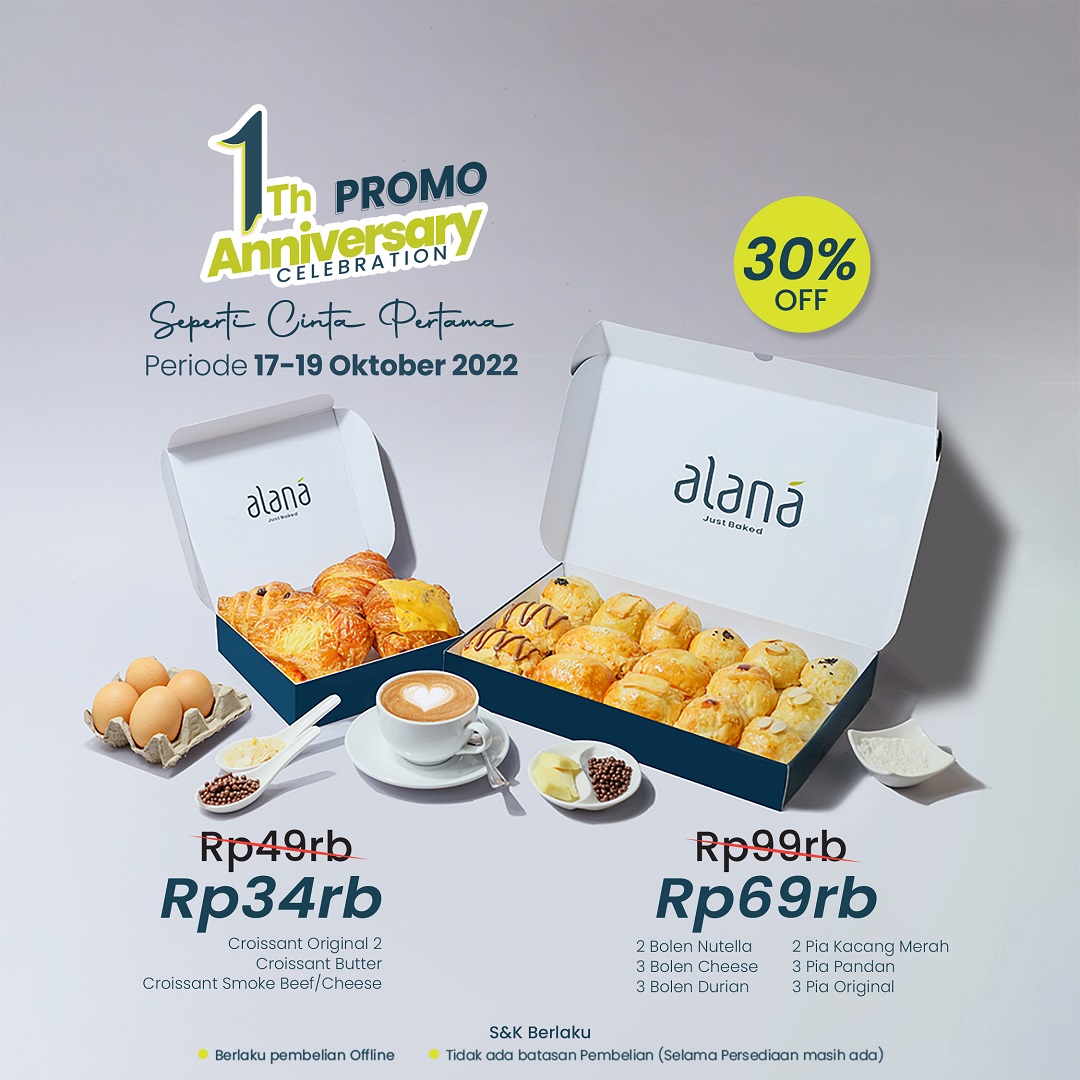 1Th PROMO
Anniversary
CELEBRATION
Seperti Cinta Pertama
Periode 17-19 Oktober 2022
30%
OFF
alana
Just Baked
alana
Just Baked
Rp49rb
Rp34rb
Croissant Original 2
Croissant Butter
Croissant Smoke Beef/Cheese
Rp99rb
Rp69rb
2 Bolen Nutella
3 Bolen Cheese
3 Bolen Durian
2 Pia Kacang Merah
3 Pia Pandan
3 Pia Original
S&K Berlaku
Berlaku pembelian Offline
Tidak ada batasan Pembelian (Selama Persediaan masih ada)